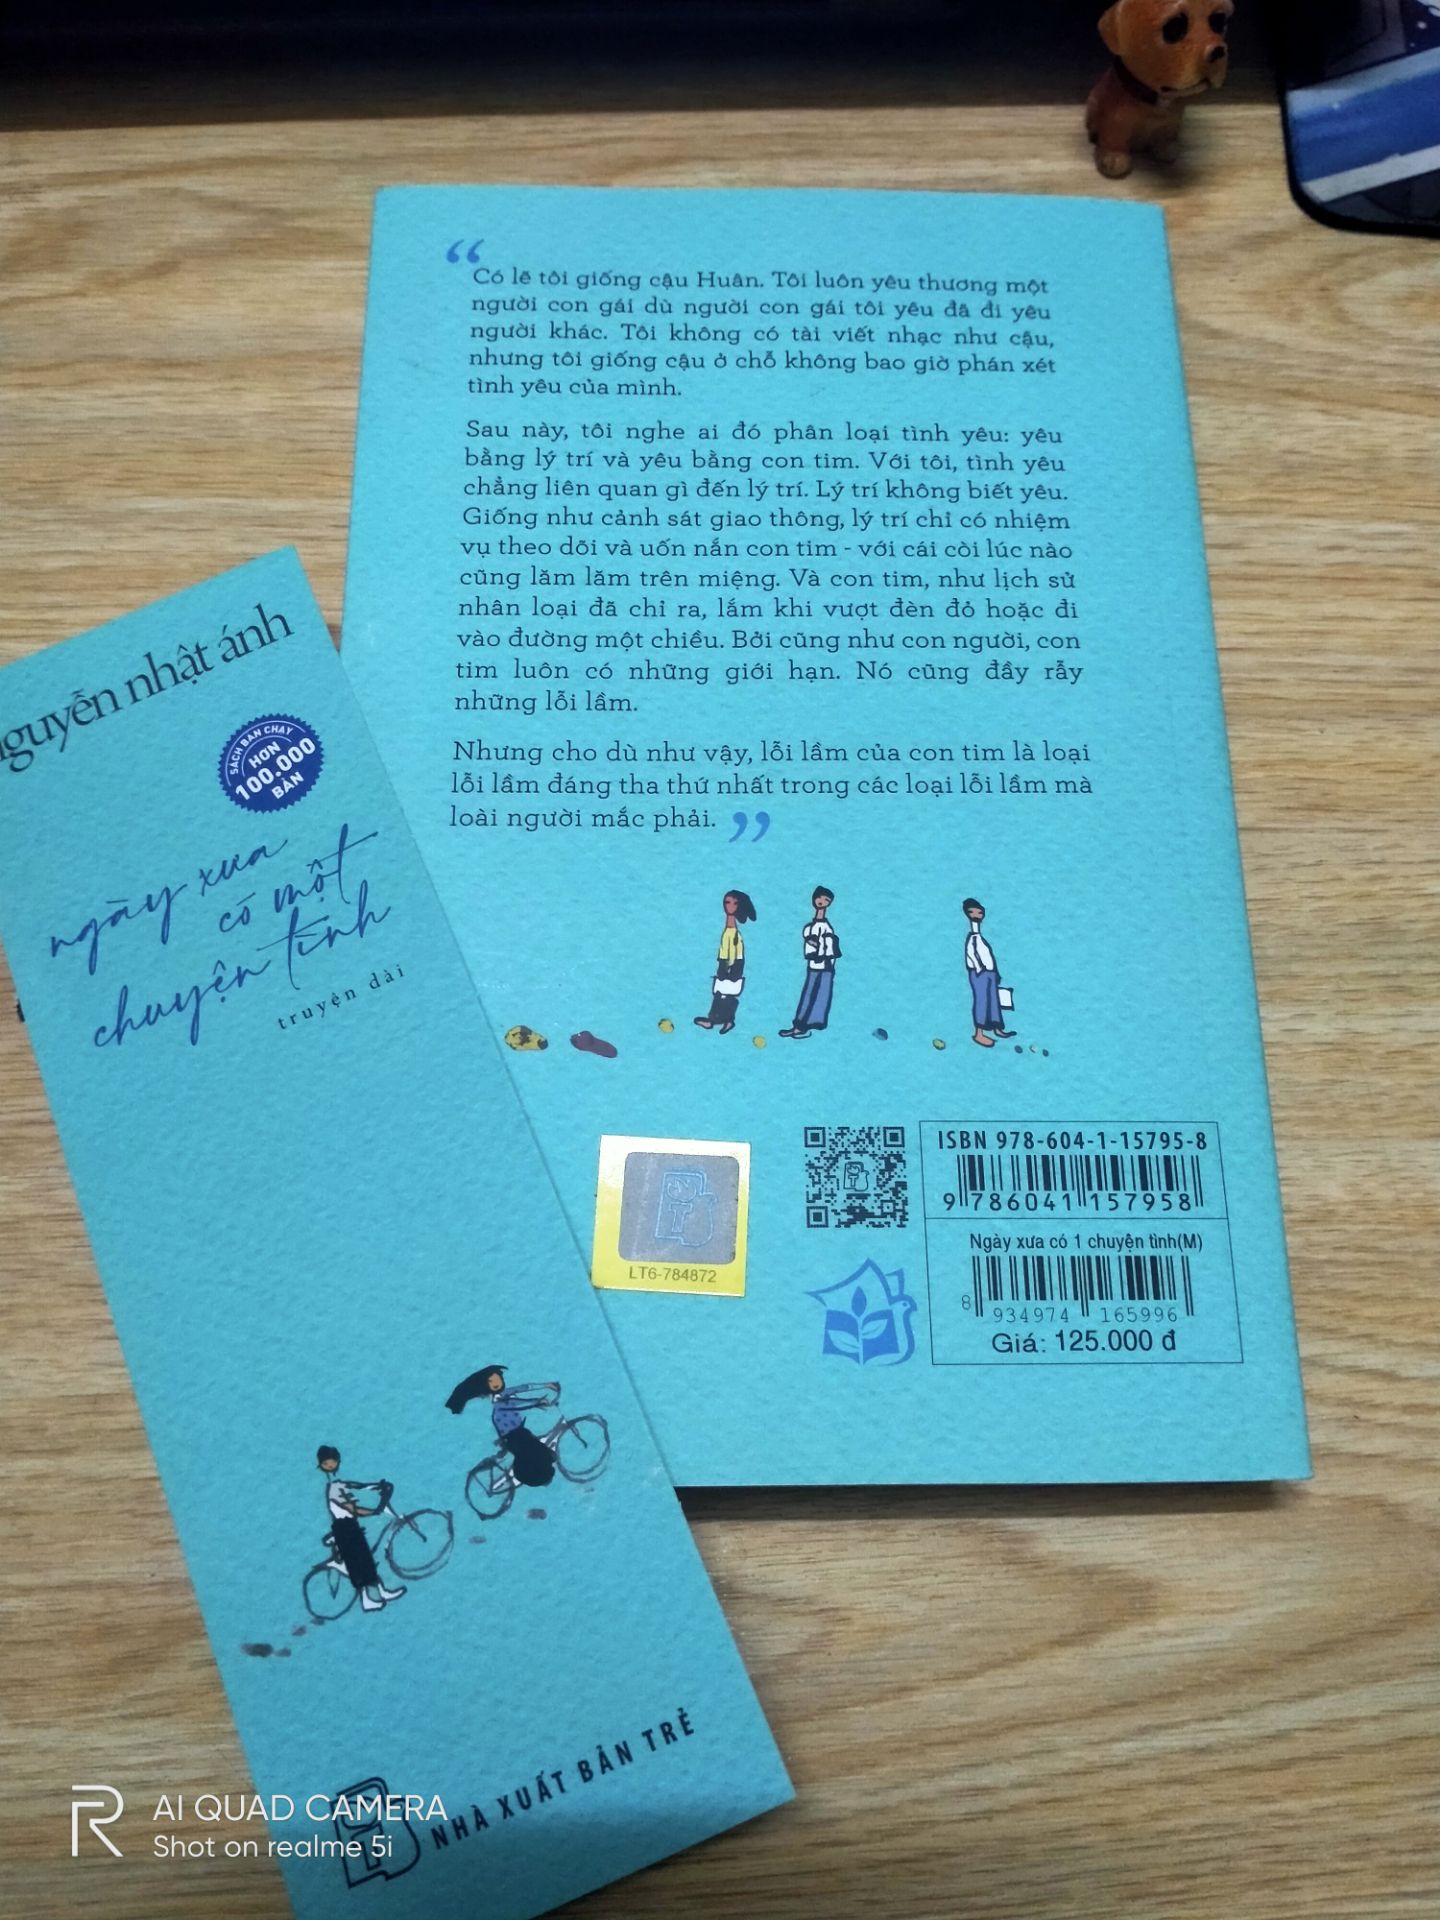 “
Có lẽ tôi giống cậu Huân. Tôi luôn yêu thương một
người con gái dù người con gái tôi yêu đã đi yêu
người khác. Tôi không có tài viết nhạc như cậu,
nhưng tôi giống cậu ở chỗ không bao giờ phán xét
tình yêu của mình.
Sau này, tôi nghe ai đó phân loại tình yêu: yêu
bằng lý trí và yêu bằng con tim. Với tôi, tình yêu
chẳng liên quan gì đến lý trí. Lý trí không biết yêu.
Giống như cảnh sát giao thông, lý trí chỉ có nhiệm
vụ theo dõi và uốn nắn con tim - với cái còi lúc nào
cũng lăm lăm trên miệng. Và con tim, như lịch sử
nhân loại đã chỉ ra, lắm khi vượt đèn đỏ hoặc đi
vào đường một chiều. Bởi cũng như con người, con
tim luôn có những giới hạn. Nó cũng đầy rẫy
những lỗi lầm.
Nhưng cho dù như vậy, lỗi lầm của con tim là loại
lỗi lầm đáng tha thứ nhất trong các loại lỗi lầm mà
loài người mắc phải. ”
LT6-784872
ISBN 978-604-1-15795-8
9 786041 157958
Ngày xưa có 1 chuyện tình(M)
8 934974 165996
Giá: 125.000 đ
nguyễn nhật ánh
SÁCH BÁN CHẠY
HƠN
100.000
BẢN
ngày xưa
có một
chuyện tình
truyện dài
NHÀ XUẤT BẢN TRẺ
AI QUAD CAMERA
Shot on realme 5i